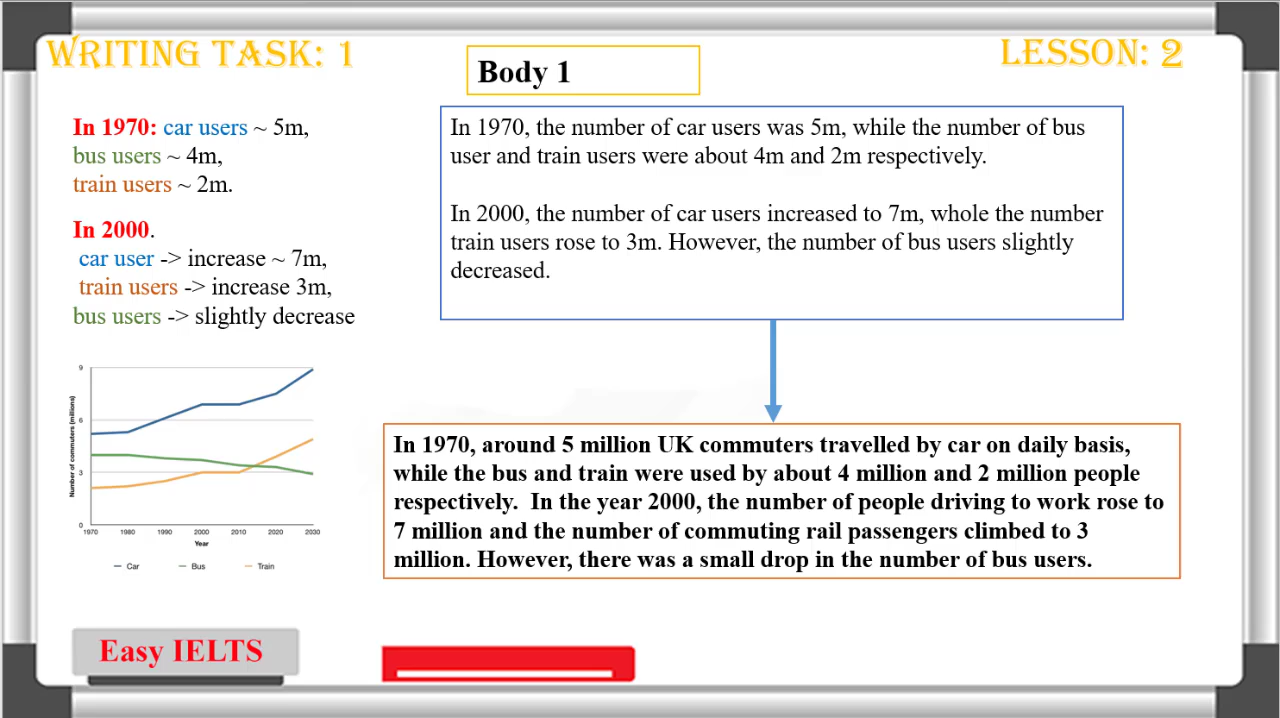 WRITING TASK: 1
LESSON: 2
Body 1
In 1970: car users ~ 5m,
bus users ~ 4m,
train users ~ 2m.
In 2000.
car user -> increase ~ 7m,
train users -> increase 3m,
bus users -> slightly decrease
In 1970, the number of car users was 5m, while the number of bus
user and train users were about 4m and 2m respectively.
In 2000, the number of car users increased to 7m, whole the number
train users rose to 3m. However, the number of bus users slightly
decreased.
Number of commuters (millions)
9
6
3
0
1970 1980 1990 2000 2010 2020 2030
Year
Car Bus Train
In 1970, around 5 million UK commuters travelled by car on daily basis,
while the bus and train were used by about 4 million and 2 million people
respectively. In the year 2000, the number of people driving to work rose to
7 million and the number of commuting rail passengers climbed to 3
million. However, there was a small drop in the number of bus users.
Easy IELTS